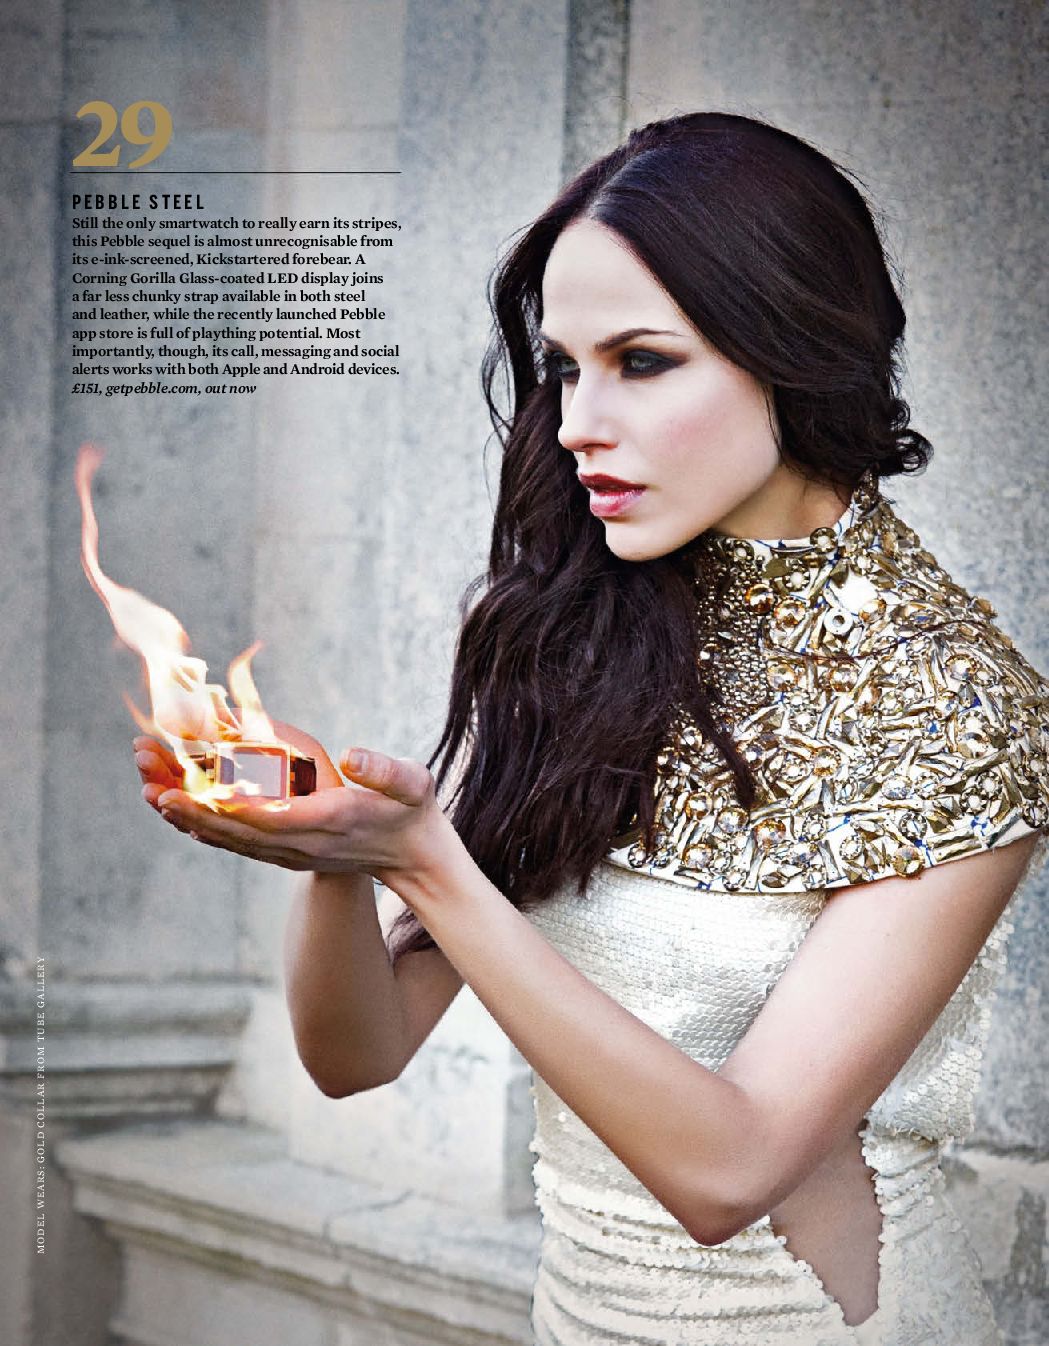 29
PEBBLE STEEL
Still the only smartwatch to really earn its stripes,
this Pebble sequel is almost unrecognisable from
its e-ink-screened, Kickstartered forebear. A
Corning Gorilla Glass-coated LED display joins
a far less chunky strap available in both steel
and leather, while the recently launched Pebble
app store is full of plaything potential. Most
importantly, though, its call, messaging and social
alerts works with both Apple and Android devices.
£151, getpebble.com, out now
MODEL WEARS: GOLD COLLAR FROM TUBE GALLERY